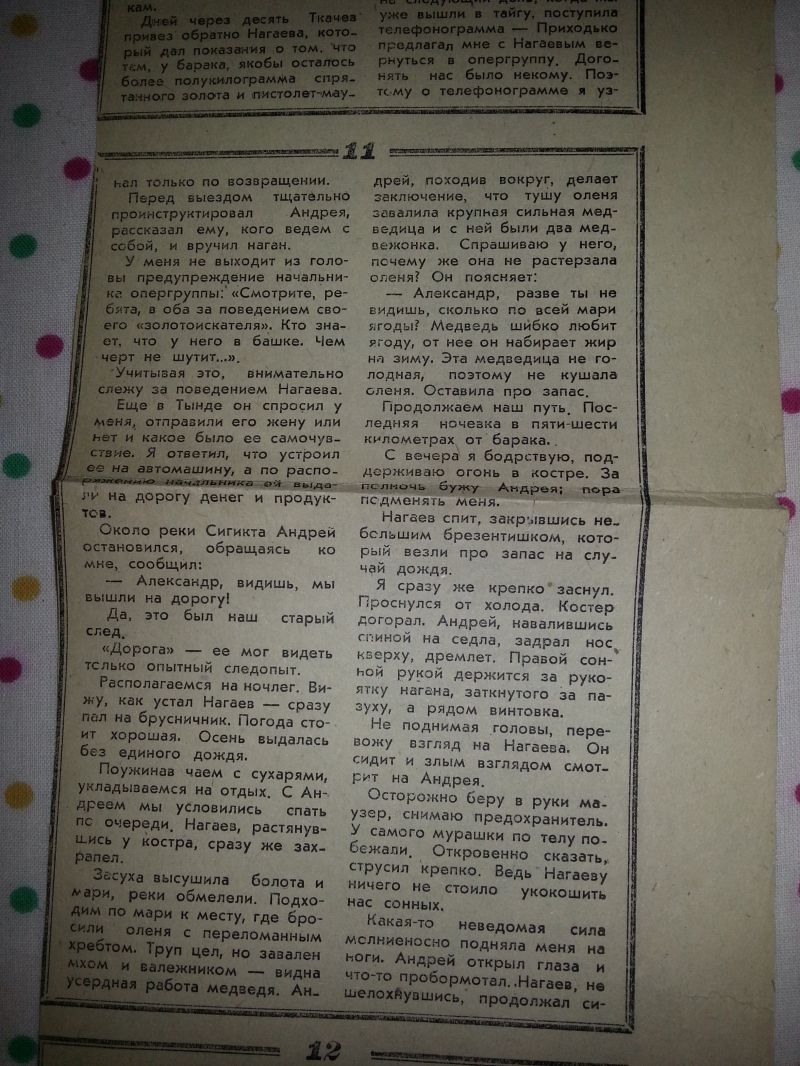 кам.
Дней через десять Ткачев
привез обратно Нагаева, кото-
рый дал показания о том, что
там, у барака, якобы осталось
более полукилограмма спря-
танного золота и пистолет-мау-
на следующий день, когда мы
уже вышли в тайгу, поступила
телефонограмма — Приходько
предлагал мне с Нагаевым вер-
нуться в опергруппу. Дого-
нять нас было некому. Поэ-
тому о телефонограмме я уз-
11
нал только по возвращении.
Перед выездом тщательно
проинструктировал Андрея,
рассказал ему, кого ведем с
собой, и вручил наган.
У меня не выходит из голо-
вы предупреждение начальни-
ка опергруппы: «Смотрите, ре-
бята, в оба за поведением сво-
его «золотоискателя». Кто зна-
ет, что у него в башке. Чем
черт не шутит...».
Учитывая это, внимательно
слежу за поведением Нагаева.
Еще в Тынде он спросил у
меня, отправили его жену или
нет и какое было ее самочув-
ствие. Я ответил, что устроил
ее на автомашину, а по распо-
ряжению начальника ей выда-
ли на дорогу денег и продук-
тов.
Около реки Сигикта Андрей
остановился, обращаясь ко
мне, сообщил:
— Александр, видишь, мы
вышли на дорогу!
Да, это был наш старый
след.
«Дорога» — ее мог видеть
только опытный следопыт.
Располагаемся на ночлег. Ви-
жу, как устал Нагаев — сразу
пал на брусничник. Погода сто-
ит хорошая. Осень выдалась
без единого дождя.
Поужинав чаем с сухарями,
укладываемся на отдых. С Ан-
дреем мы условились спать
по очереди. Нагаев, растянув-
шись у костра, сразу же зах-
рапел.
Засуха высушила болота и
мари, реки обмелели. Подхо-
дим по мари к месту, где бро-
сили оленя с переломанным
хребтом. Труп цел, но завален
мхом и валежником — видна
усердная работа медведя. Ан-
дрей, походив вокруг, делает
заключение, что тушу оленя
завалила крупная сильная мед-
ведица и с ней были два мед-
вежонка. Спрашиваю у него,
почему же она не растерзала
оленя? Он поясняет:
— Александр, разве ты не
видишь, сколько по всей мари
ягоды? Медведь шибко любит
ягоду, от нее он набирает жир
на зиму. Эта медведица не го-
лодная, поэтому не кушала
оленя. Оставила про запас.
Продолжаем наш путь. Пос-
ледняя ночевка в пяти-шести
километрах от барака.
С вечера я бодрствую, под-
держиваю огонь в костре. За
полночь бужу Андрея; пора
подменять меня.
Нагаев спит, закрывшись не-
большим брезентишком, кото-
рый везли про запас на слу-
чай дождя.
Я сразу же крепко заснул.
Проснулся от холода. Костер
догорал. Андрей, навалившись
спиной на седла, задрал нос
кверху, дремлет. Правой сон-
ной рукой держится за руко-
ятку нагана, заткнутого за па-
зуху, а рядом винтовка.
Не поднимая головы, пере-
вожу взгляд на Нагаева. Он
сидит и злым взглядом смот-
рит на Андрея.
Осторожно беру в руки ма-
узер, снимаю предохранитель.
У самого мурашки по телу по-
бежали. Откровенно сказать,
струсил крепко. Ведь Нагаеву
ничего не стоило укокошить
нас сонных.
Какая-то неведомая сила
молниеносно подняла меня на
ноги. Андрей открыл глаза и
что-то пробормотал. Нагаев, не
шелохнувшись, продолжал си-
12